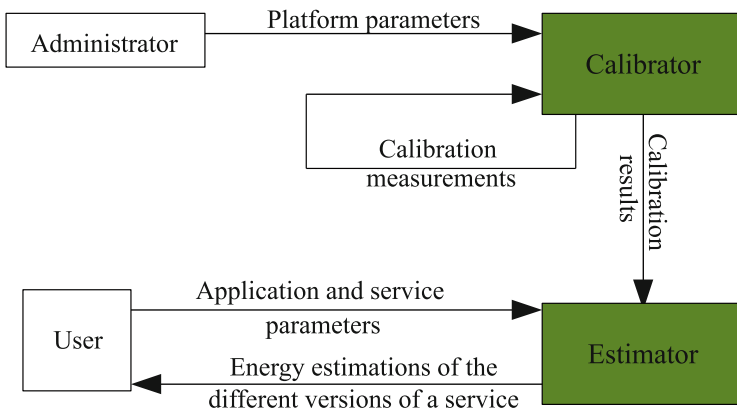 Platform parameters
Administrator
Calibrator
Calibration
measurements
Calibration
results
Application and service
parameters
User
Estimator
Energy estimations of the
different versions of a service